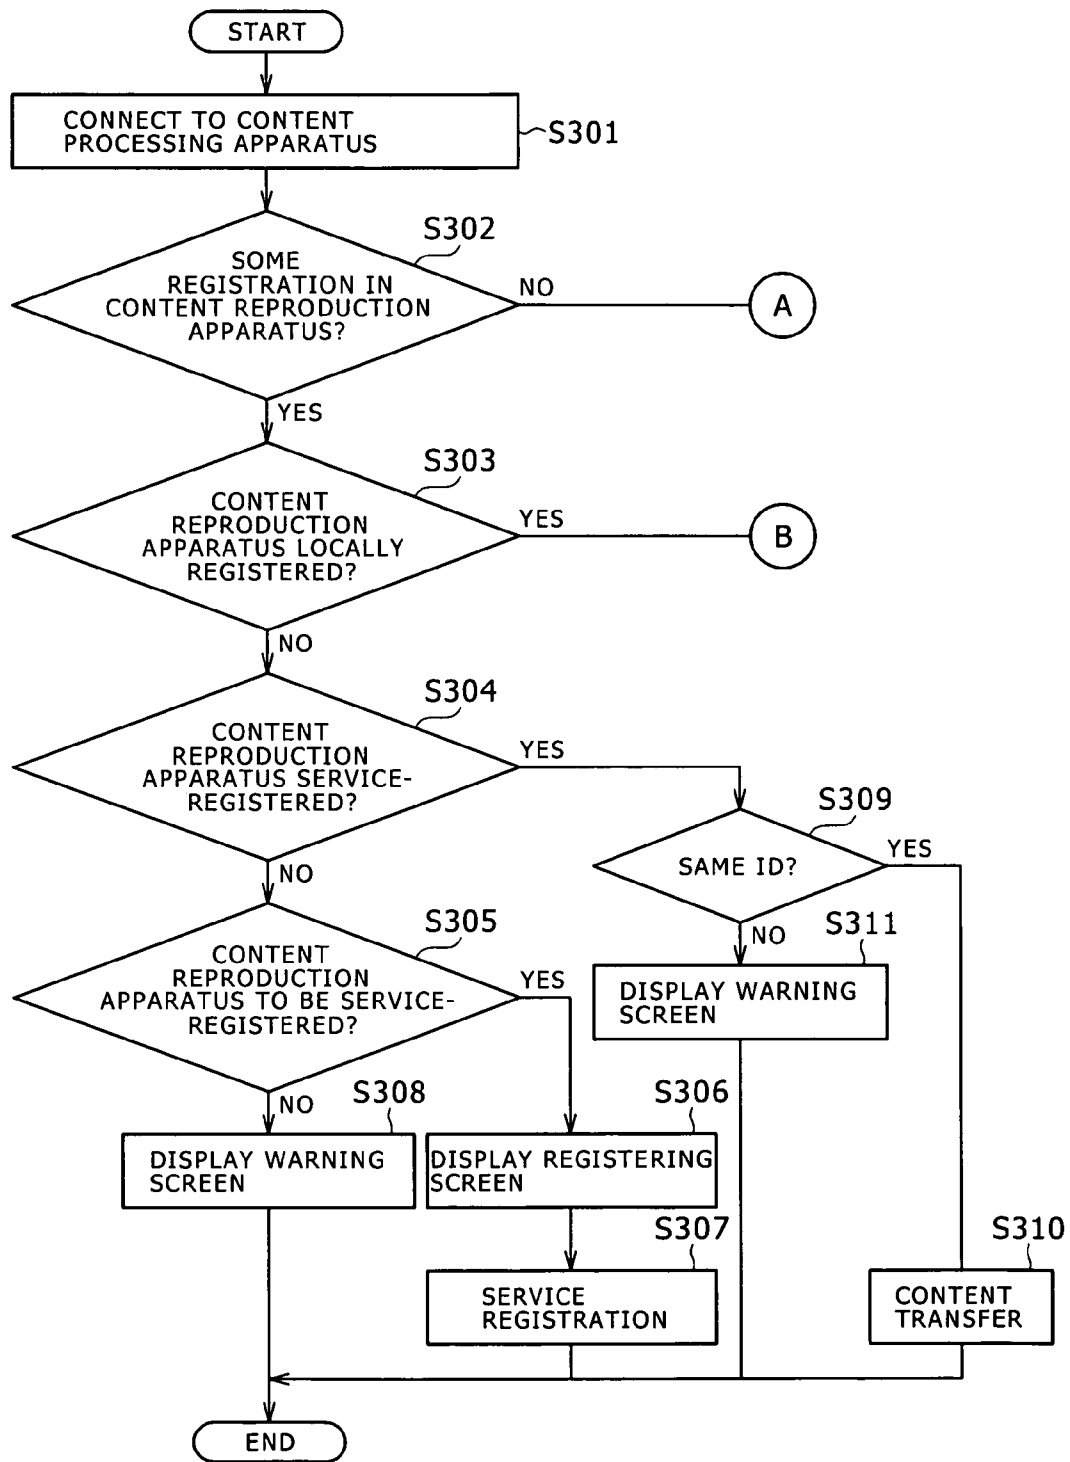 START
CONNECT TO CONTENT
PROCESSING APPARATUS
S301
S302
SOME
REGISTRATION IN
CONTENT REPRODUCTION
APPARATUS?
NO
A
YES
S303
CONTENT
REPRODUCTION
APPARATUS LOCALLY
REGISTERED?
YES
B
NO
S304
CONTENT
REPRODUCTION
APPARATUS SERVICE-
REGISTERED?
YES
S309
SAME ID?
YES
NO
NO
S305
CONTENT
REPRODUCTION
APPARATUS TO BE SERVICE-
REGISTERED?
YES
S311
DISPLAY WARNING
SCREEN
NO
S308
DISPLAY WARNING
SCREEN
S306
DISPLAY REGISTERING
SCREEN
S307
SERVICE
REGISTRATION
S310
CONTENT
TRANSFER
END